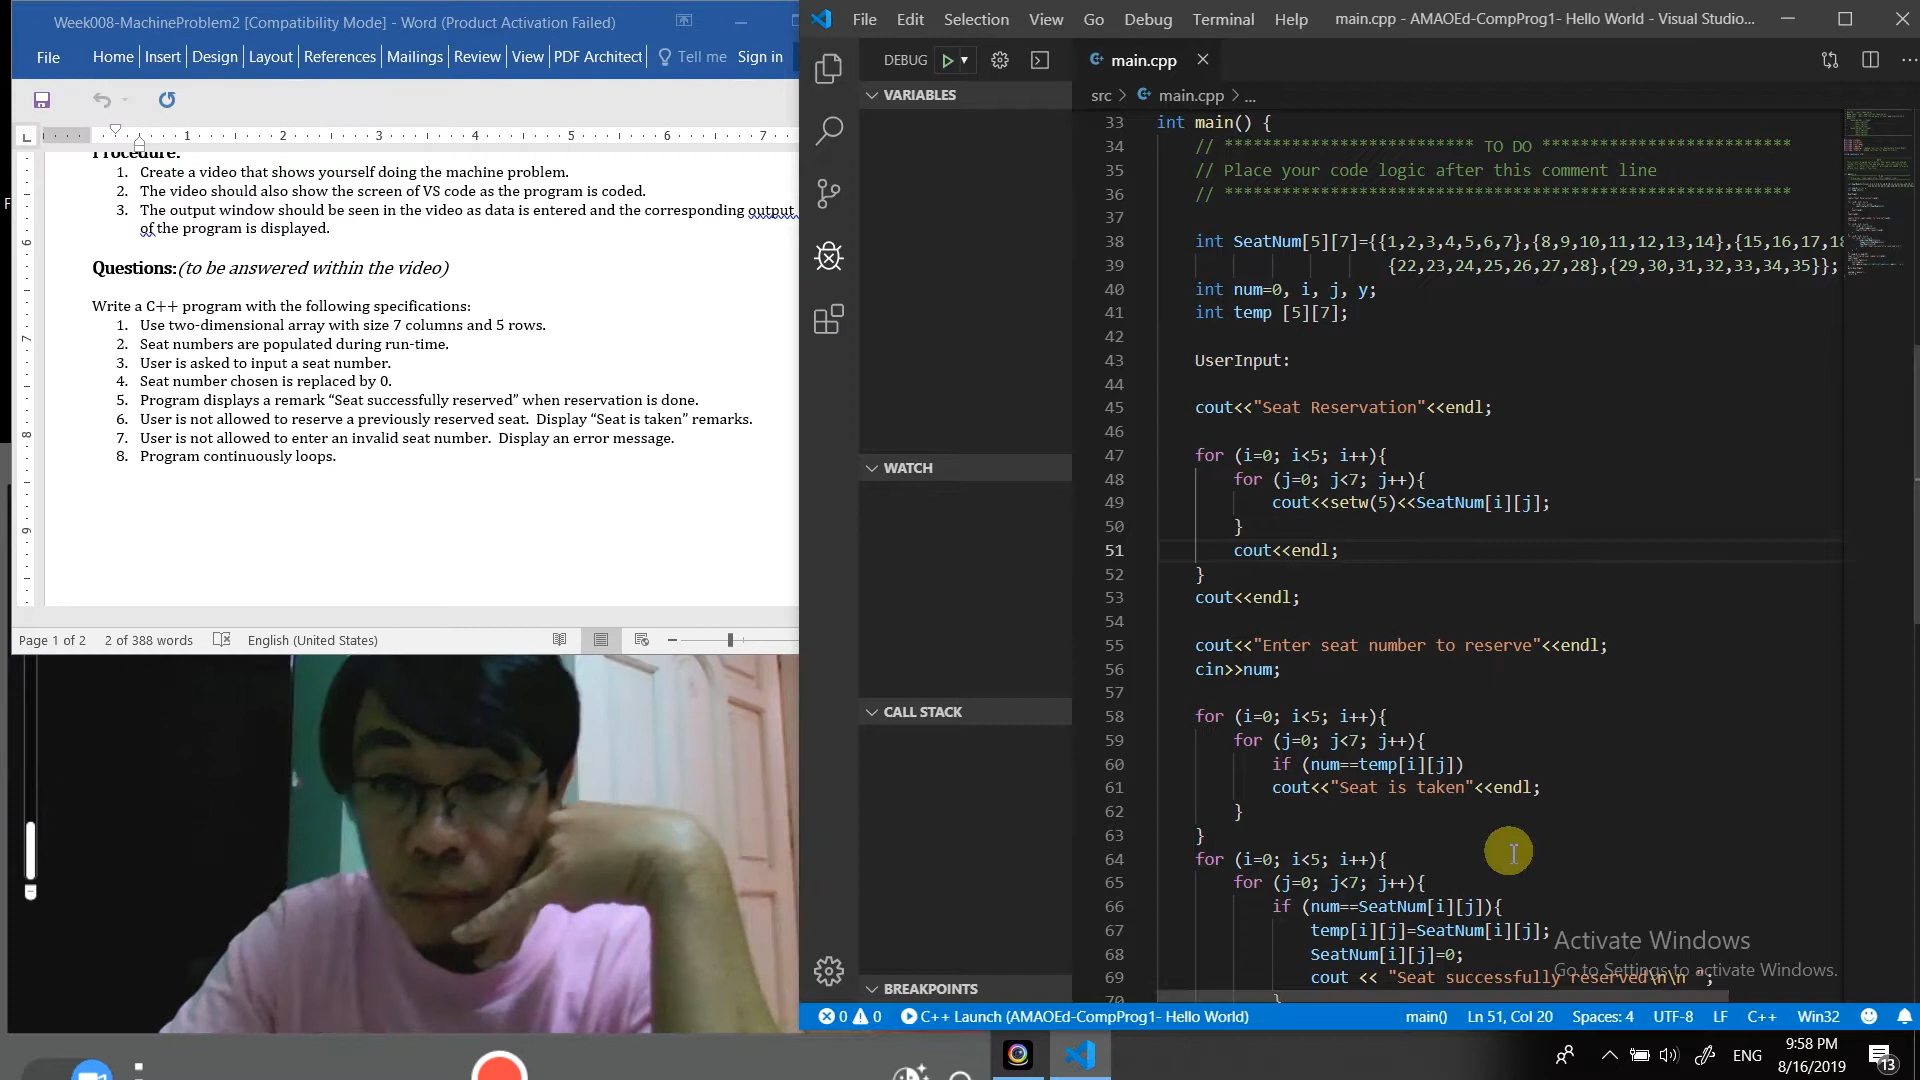 Week008-MachineProblem2 [Compatibility Mode] - Word (Product Activation Failed)
File Home Insert Design Layout References Mailings Review View PDF Architect Tell me Sign in
1 2 3 4 5 6 7
Procedure:
1. Create a video that shows yourself doing the machine problem.
2. The video should also show the screen of VS code as the program is coded.
3. The output window should be seen in the video as data is entered and the corresponding output
of the program is displayed.
Questions:(to be answered within the video)
Write a C++ program with the following specifications:
1. Use two-dimensional array with size 7 columns and 5 rows.
2. Seat numbers are populated during run-time.
3. User is asked to input a seat number.
4. Seat number chosen is replaced by 0.
5. Program displays a remark “Seat successfully reserved” when reservation is done.
6. User is not allowed to reserve a previously reserved seat.  Display “Seat is taken” remarks.
7. User is not allowed to enter an invalid seat number.  Display an error message.
8. Program continuously loops.
6
7
8
9
Page 1 of 2 2 of 388 words English (United States)
File Edit Selection View Go Debug Terminal Help main.cpp - AMAOEd-CompProg1- Hello World - Visual Studio...
DEBUG
VARIABLES
WATCH
CALL STACK
BREAKPOINTS
main.cpp
src > main.cpp > ...
33 int main() {
34 // ************************** TO DO **************************
35 // Place your code logic after this comment line
36 // ***********************************************************
37
38 int SeatNum[5][7]={{1,2,3,4,5,6,7},{8,9,10,11,12,13,14},{15,16,17,18
39 {22,23,24,25,26,27,28},{29,30,31,32,33,34,35}};
40 int num=0, i, j, y;
41 int temp [5][7];
42
43 UserInput:
44
45 cout<<"Seat Reservation"<<endl;
46
47 for (i=0; i<5; i++){
48 for (j=0; j<7; j++){
49 cout<<setw(5)<<SeatNum[i][j];
50 }
51 cout<<endl;
52 }
53 cout<<endl;
54
55 cout<<"Enter seat number to reserve"<<endl;
56 cin>>num;
57
58 for (i=0; i<5; i++){
59 for (j=0; j<7; j++){
60 if (num==temp[i][j])
61 cout<<"Seat is taken"<<endl;
62 }
63 }
64 for (i=0; i<5; i++){
65 for (j=0; j<7; j++){
66 if (num==SeatNum[i][j]){
67 temp[i][j]=SeatNum[i][j];
68 SeatNum[i][j]=0;
69 cout << "Seat successfully reserved\n\n ";
70 }
Activate Windows
Go to Settings to activate Windows.
0 0 C++ Launch (AMAOEd-CompProg1- Hello World) main() Ln 51, Col 20 Spaces: 4 UTF-8 LF C++ Win32
ENG 9:58 PM
8/16/2019 13